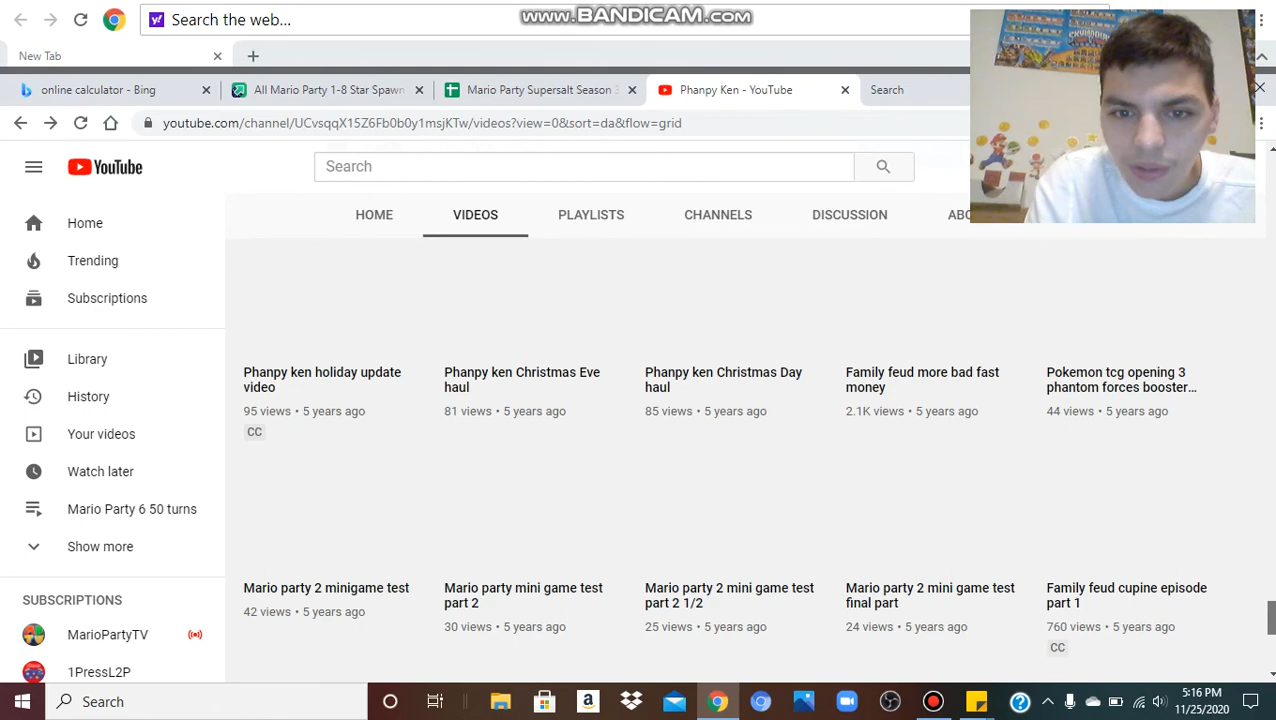 Search the web...
www.BANDICAM.com
New Tab
online calculator - Bing
All Mario Party 1-8 Star Spawn
Mario Party Supersalt Season 3
Phanpy Ken - YouTube
Search
youtube.com/channel/UCvsqqX15Z6Fb0b0y1msjKTw/videos?view=0&sort=da&flow=grid
YouTube
Search
HOME
VIDEOS
PLAYLISTS
CHANNELS
DISCUSSION
ABO
Home
Trending
Subscriptions
Library
History
Your videos
Watch later
Mario Party 6 50 turns
Show more
SUBSCRIPTIONS
MarioPartyTV
1PressL2P
Phanpy ken holiday update
video
95 views • 5 years ago
CC
Phanpy ken Christmas Eve
haul
81 views • 5 years ago
Phanpy ken Christmas Day
haul
85 views • 5 years ago
Family feud more bad fast
money
2.1K views • 5 years ago
Pokemon tcg opening 3
phantom forces booster...
44 views • 5 years ago
Mario party 2 minigame test
42 views • 5 years ago
Mario party mini game test
part 2
30 views • 5 years ago
Mario party 2 mini game test
part 2 1/2
25 views • 5 years ago
Mario party 2 mini game test
final part
24 views • 5 years ago
Family feud cupine episode
part 1
760 views • 5 years ago
CC
Search
5:16 PM
11/25/2020